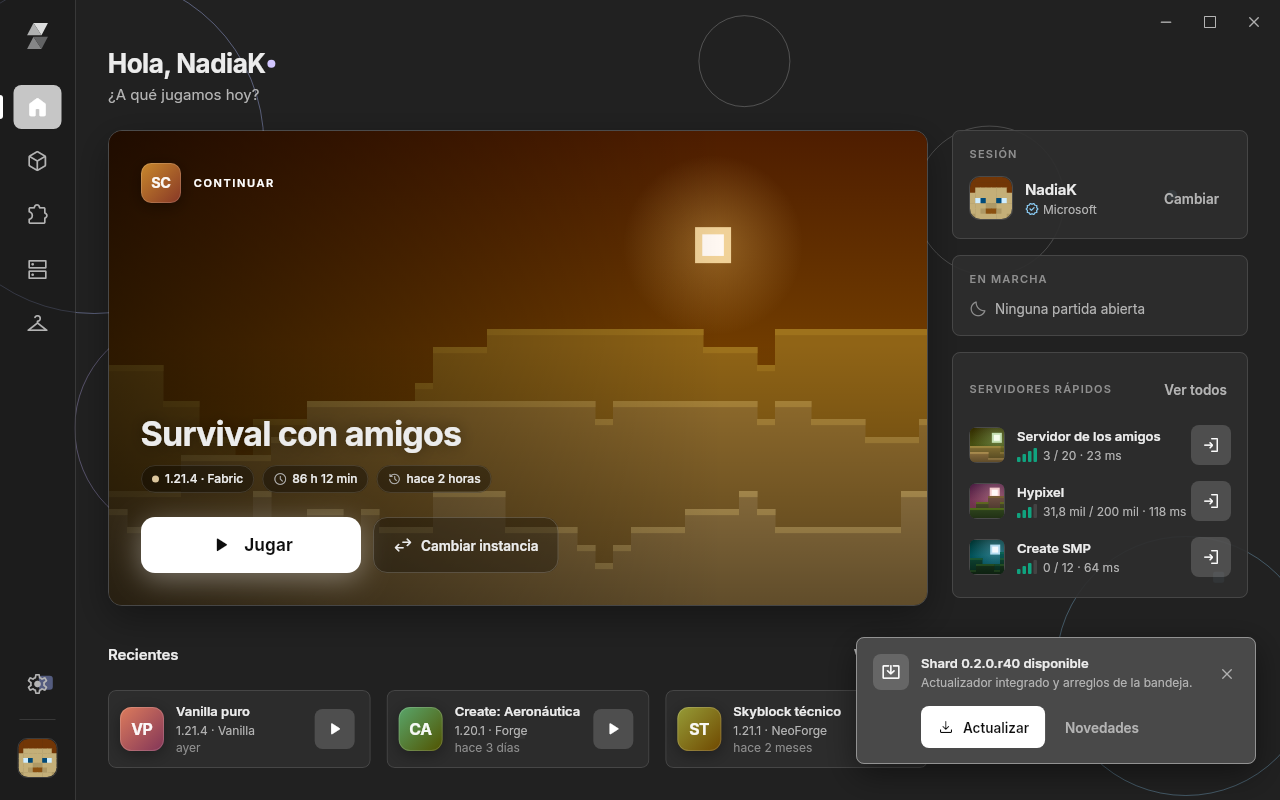 Hola, NadiaK
¿A qué jugamos hoy?
SC
CONTINUAR
Survival con amigos
1.21.4 · Fabric
86 h 12 min
hace 2 horas
Jugar
Cambiar instancia
SESIÓN
NadiaK
Microsoft
Cambiar
EN MARCHA
Ninguna partida abierta
SERVIDORES RÁPIDOS
Ver todos
Servidor de los amigos
3 / 20 · 23 ms
Hypixel
31,8 mil / 200 mil · 118 ms
Create SMP
0 / 12 · 64 ms
Recientes
VP
Vanilla puro
1.21.4 · Vanilla
ayer
CA
Create: Aeronáutica
1.20.1 · Forge
hace 3 días
ST
Skyblock técnico
1.21.1 · NeoForge
hace 2 meses
Shard 0.2.0.r40 disponible
Actualizador integrado y arreglos de la bandeja.
Actualizar
Novedades